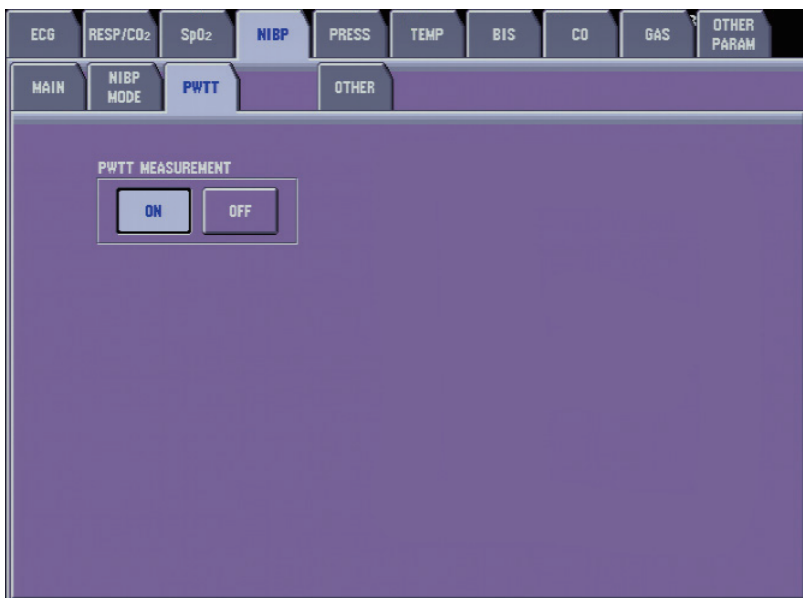 ECG RESP/CO₂ SpO₂ NIBP PRESS TEMP BIS CO GAS OTHER PARAM
MAIN NIBP MODE PWTT OTHER
PWTT MEASUREMENT
ON OFF